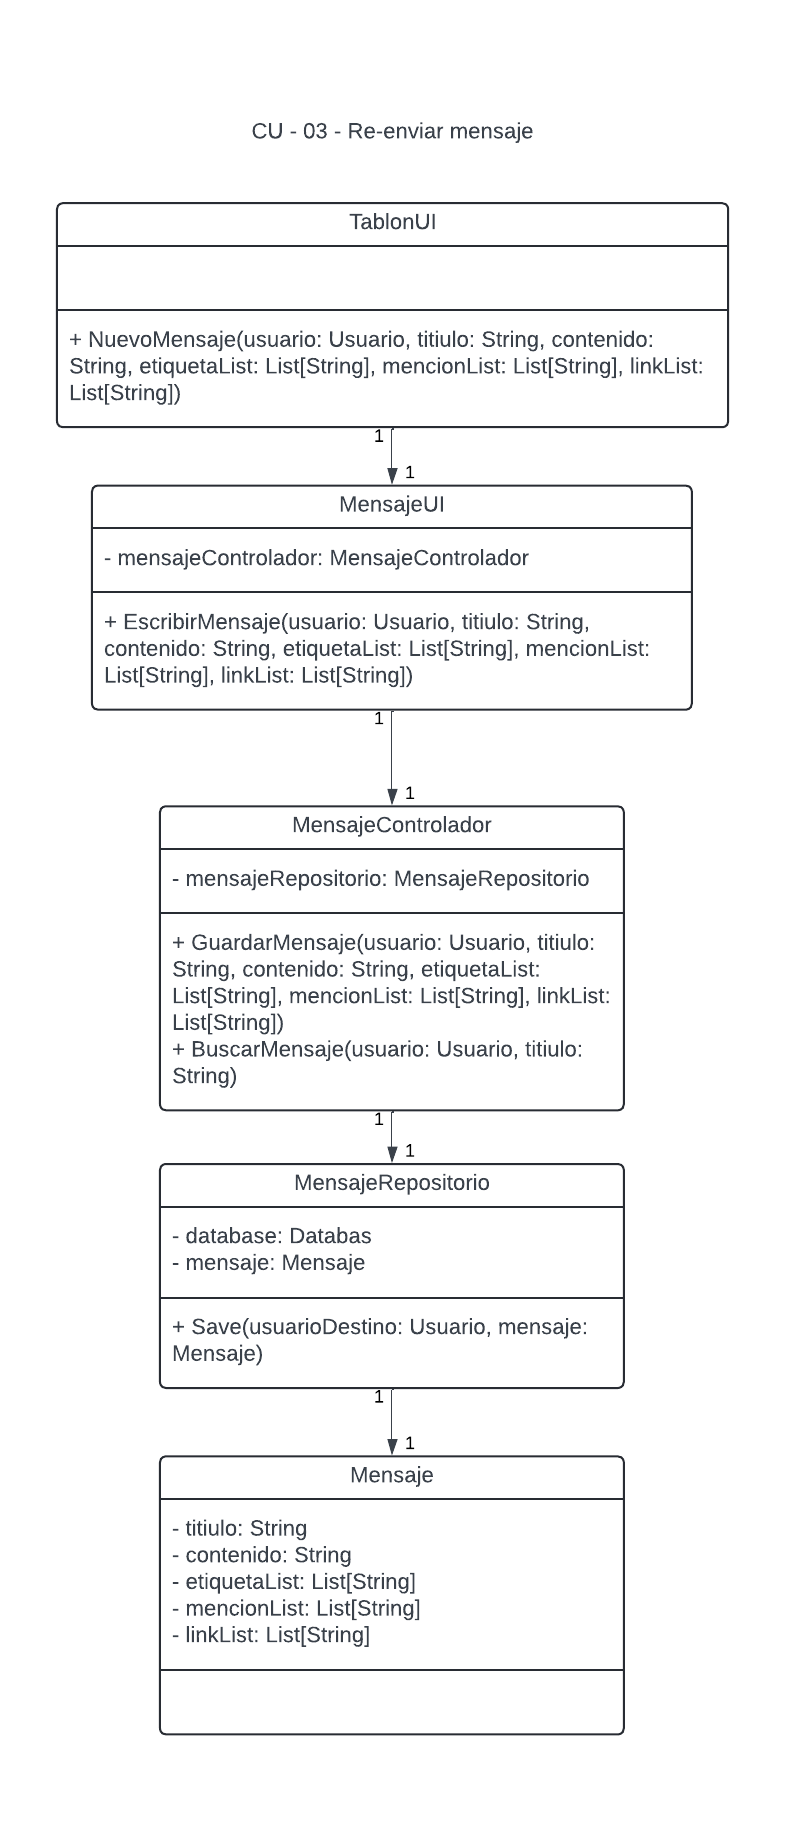 CU - 03 - Re-enviar mensaje
TablonUI
+ NuevoMensaje(usuario: Usuario, titiulo: String, contenido:
String, etiquetaList: List[String], mencionList: List[String], linkList:
List[String])
1
1
MensajeUI
- mensajeControlador: MensajeControlador
+ EscribirMensaje(usuario: Usuario, titiulo: String,
contenido: String, etiquetaList: List[String], mencionList:
List[String], linkList: List[String])
1
1
MensajeControlador
- mensajeRepositorio: MensajeRepositorio
+ GuardarMensaje(usuario: Usuario, titiulo:
String, contenido: String, etiquetaList:
List[String], mencionList: List[String], linkList:
List[String])
+ BuscarMensaje(usuario: Usuario, titiulo:
String)
1
1
MensajeRepositorio
- database: Databas
- mensaje: Mensaje
+ Save(usuarioDestino: Usuario, mensaje:
Mensaje)
1
1
Mensaje
- titiulo: String
- contenido: String
- etiquetaList: List[String]
- mencionList: List[String]
- linkList: List[String]